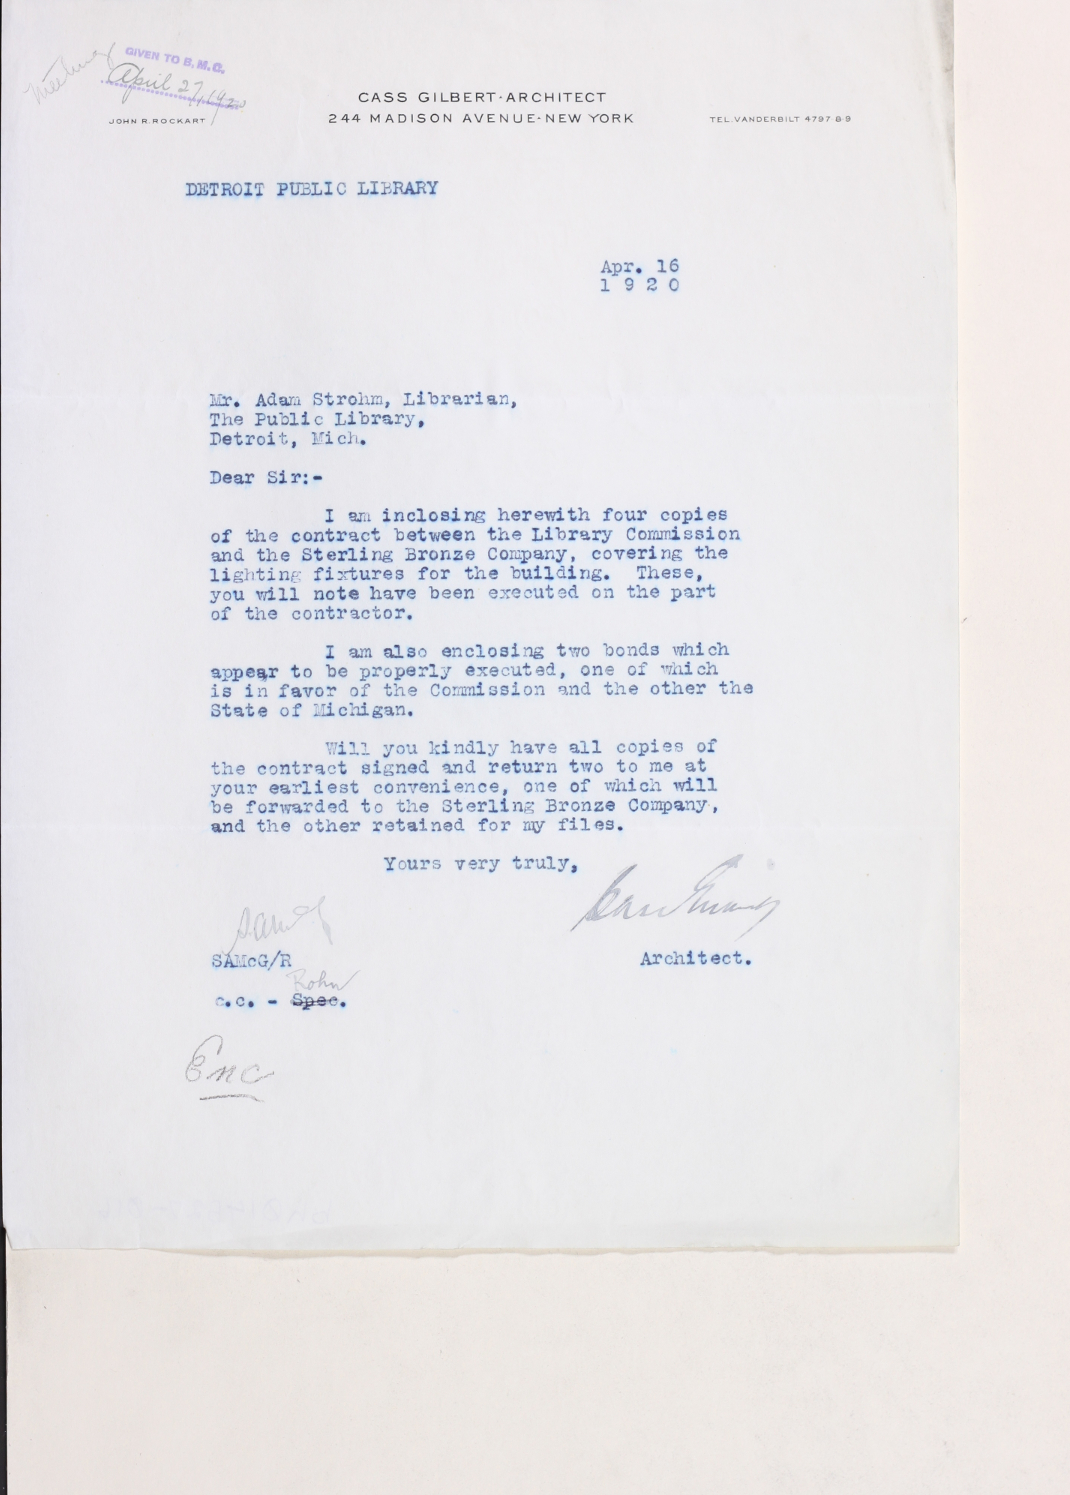 Meeting
GIVEN TO B.M.C.
April 27, 1920
CASS GILBERT·ARCHITECT
244 MADISON AVENUE·NEW YORK
JOHN R. ROCKART
TEL. VANDERBILT 4797 8-9
DETROIT PUBLIC LIBRARY
Apr. 16
1 9 2 0
Mr. Adam Strohm, Librarian,
The Public Library,
Detroit, Mich.
Dear Sir:-
I am inclosing herewith four copies
of the contract between the Library Commission
and the Sterling Bronze Company, covering the
lighting fixtures for the building. These,
you will note have been executed on the part
of the contractor.
I am also enclosing two bonds which
appear to be properly executed, one of which
is in favor of the Commission and the other the
State of Michigan.
Will you kindly have all copies of
the contract signed and return two to me at
your earliest convenience, one of which will
be forwarded to the Sterling Bronze Company,
and the other retained for my files.
Yours very truly,
Cass Gilbert
Architect.
SAMcG/R
Rohn
c.c. - Spec.
Enc